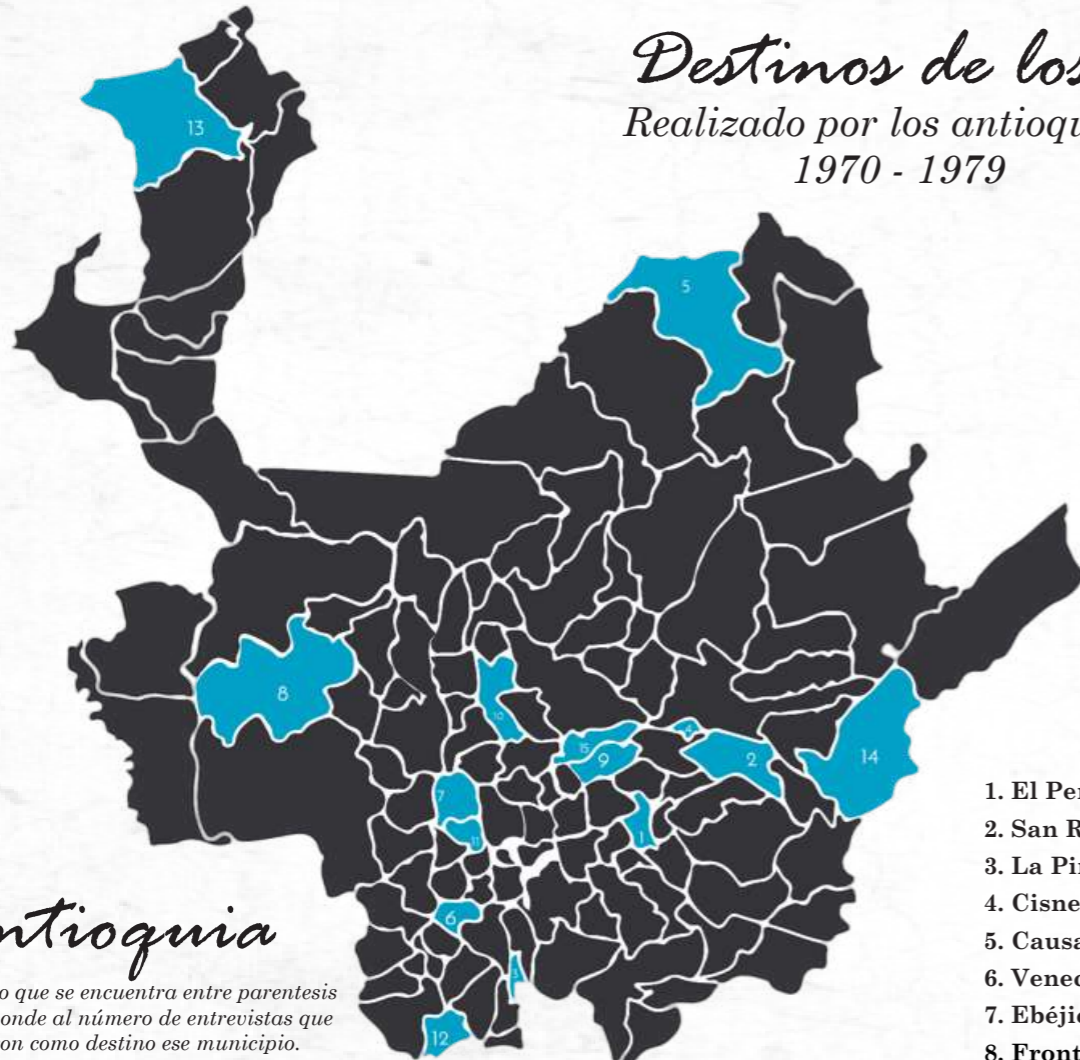 Destinos de los
Realizado por los antioqu
1970 - 1979
13
5
8
10
4
15
9
2
14
7
1
11
6
3
12
ntioquia
o que se encuentra entre parentesis
onde al número de entrevistas que
on como destino ese municipio.
1. El Pe
2. San R
3. La Pi
4. Cisne
5. Causa
6. Vened
7. Ebéji
8. Front